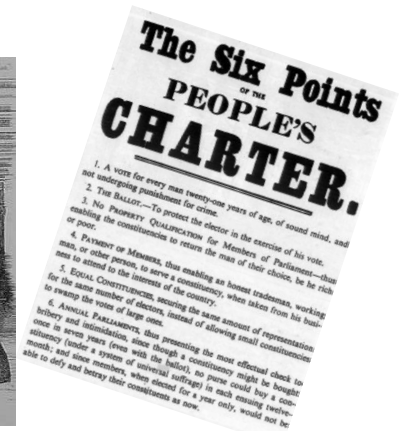 The Six Points
OF THE
PEOPLE'S
CHARTER.
1. A VOTE for every man twenty-one years of age, of sound mind, and
not undergoing punishment for crime.
2. THE BALLOT.—To protect the elector in the exercise of his vote.
3. NO PROPERTY QUALIFICATION for Members of Parliament—thus
enabling the constituencies to return the man of their choice, be he rich
or poor.
4. PAYMENT OF MEMBERS, thus enabling an honest tradesman, working
man, or other person, to serve a constituency, when taken from his busi-
ness to attend to the interests of the country.
5. EQUAL CONSTITUENCIES, securing the same amount of representation
for the same number of electors, instead of allowing small constituencies
to swamp the votes of large ones.
6. ANNUAL PARLIAMENTS, thus presenting the most effectual check to
bribery and intimidation, since though a constituency might be bought
once in seven years (even with the ballot), no purse could buy a con-
stituency (under a system of universal suffrage) in each ensuing twelve-
month; and since members, when elected for a year only, would not be
able to defy and betray their constituents as now.